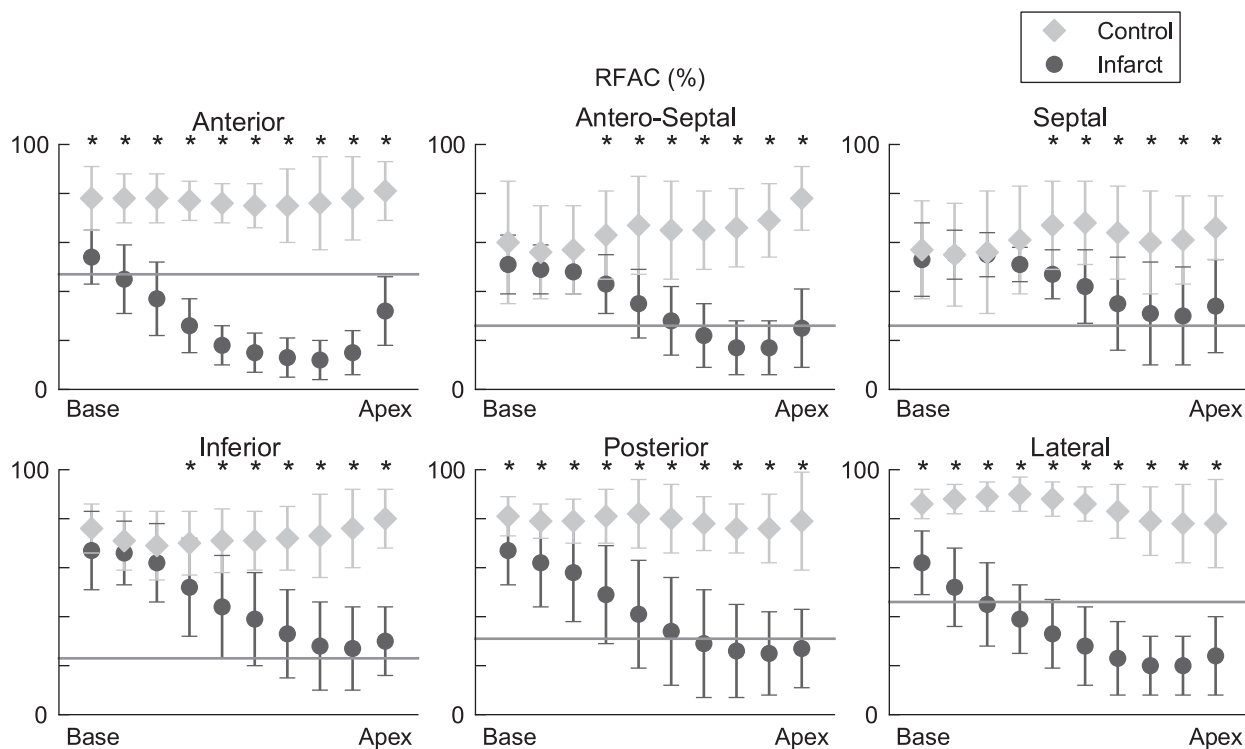 Control
Infarct
RFAC (%)
Anterior
Antero-Septal
Septal
100 * * * * * * * * * *
100 * * * * * * *
100 * * * * * *
0
0
0
Base Apex
Base Apex
Base Apex
Inferior
Posterior
Lateral
100 * * * * * * *
100 * * * * * * * * * *
100 * * * * * * * * * *
0
0
0
Base Apex
Base Apex
Base Apex